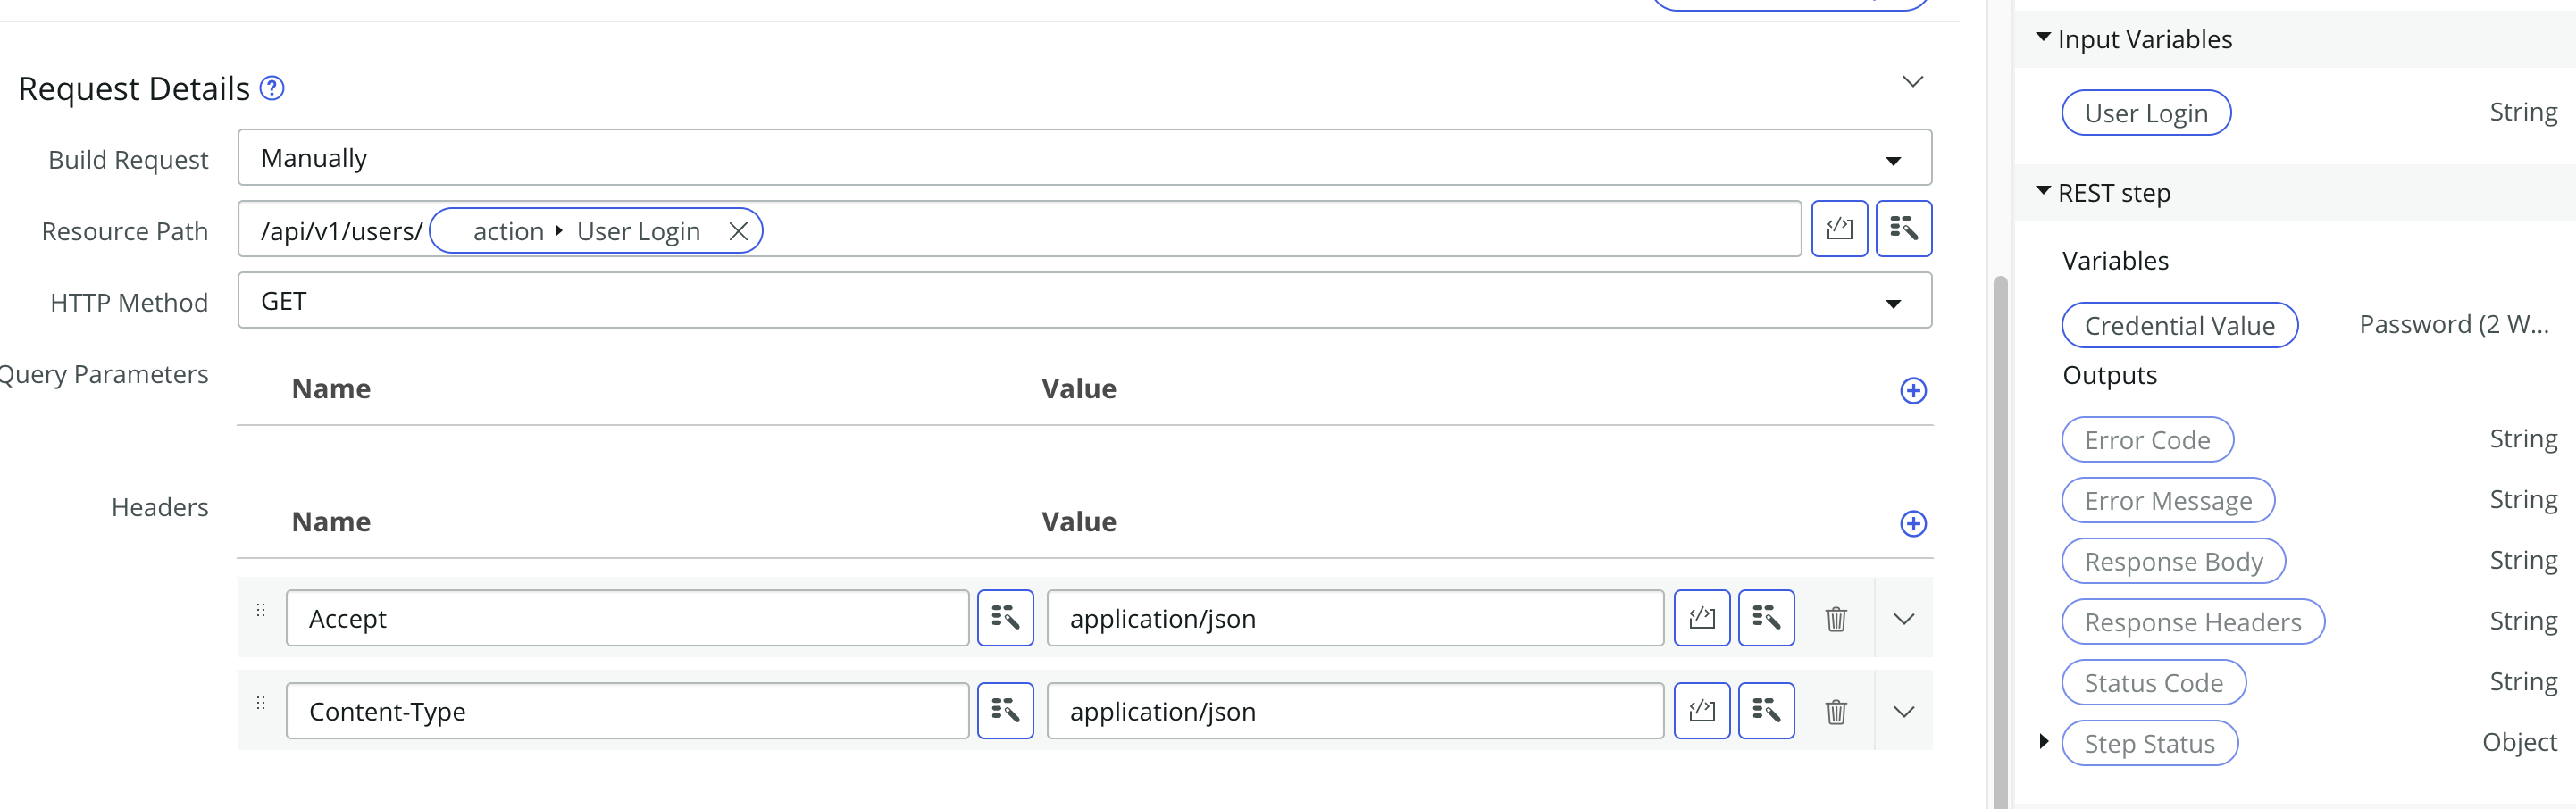 Request Details ?
Build Request Manually
Resource Path /api/v1/users/ action User Login
HTTP Method GET
Query Parameters Name Value
Headers Name Value
Accept application/json
Content-Type application/json
Input Variables
User Login String
REST step
Variables
Credential Value Password (2 W...
Outputs
Error Code String
Error Message String
Response Body String
Response Headers String
Status Code String
Step Status Object